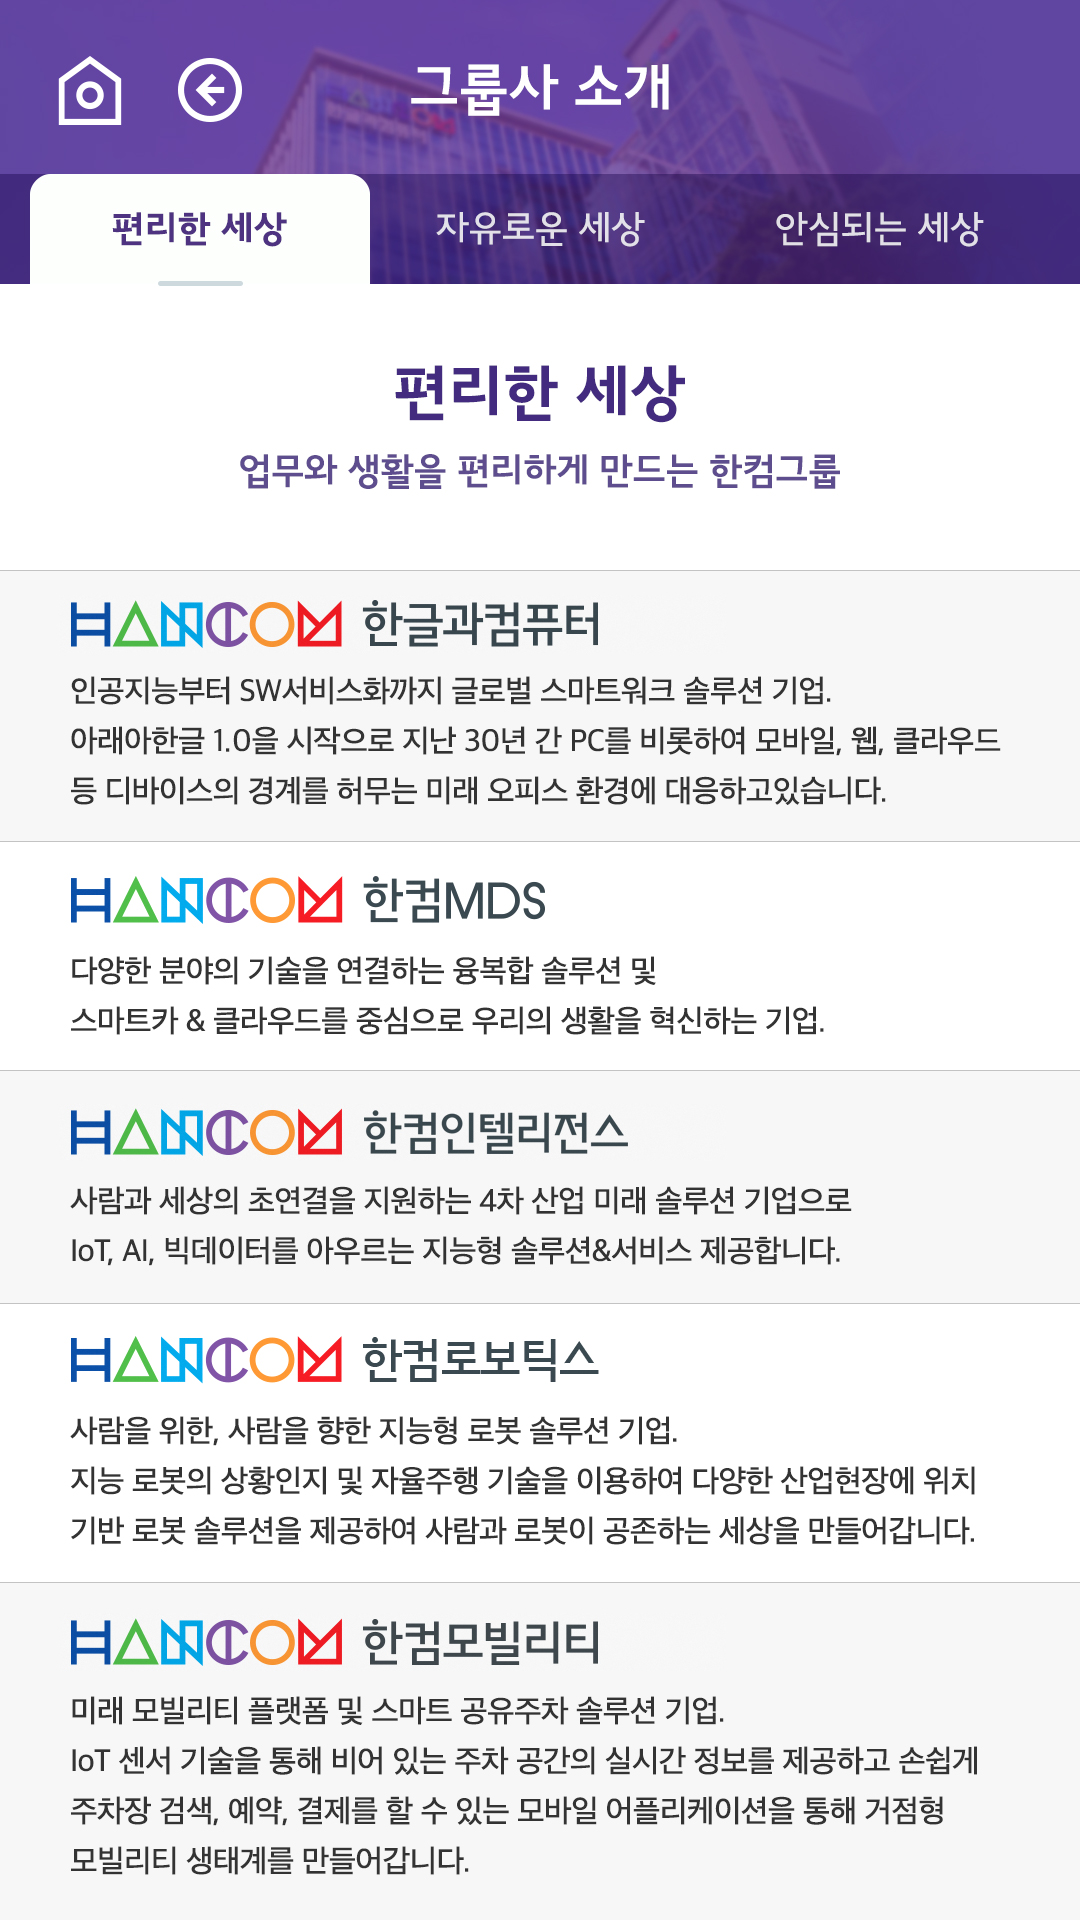 그룹사 소개
편리한 세상
자유로운 세상
안심되는 세상
편리한 세상
업무와 생활을 편리하게 만드는 한컴그룹
HANCOM 한글과컴퓨터
인공지능부터 SW서비스화까지 글로벌 스마트워크 솔루션 기업.
아래아한글 1.0을 시작으로 지난 30년 간 PC를 비롯하여 모바일, 웹, 클라우드
등 디바이스의 경계를 허무는 미래 오피스 환경에 대응하고있습니다.
HANCOM 한컴MDS
다양한 분야의 기술을 연결하는 융복합 솔루션 및
스마트카 & 클라우드를 중심으로 우리의 생활을 혁신하는 기업.
HANCOM 한컴인텔리전스
사람과 세상의 초연결을 지원하는 4차 산업 미래 솔루션 기업으로
IoT, AI, 빅데이터를 아우르는 지능형 솔루션&서비스 제공합니다.
HANCOM 한컴로보틱스
사람을 위한, 사람을 향한 지능형 로봇 솔루션 기업.
지능 로봇의 상황인지 및 자율주행 기술을 이용하여 다양한 산업현장에 위치
기반 로봇 솔루션을 제공하여 사람과 로봇이 공존하는 세상을 만들어갑니다.
HANCOM 한컴모빌리티
미래 모빌리티 플랫폼 및 스마트 공유주차 솔루션 기업.
IoT 센서 기술을 통해 비어 있는 주차 공간의 실시간 정보를 제공하고 손쉽게
주차장 검색, 예약, 결제를 할 수 있는 모바일 어플리케이션을 통해 거점형
모빌리티 생태계를 만들어갑니다.